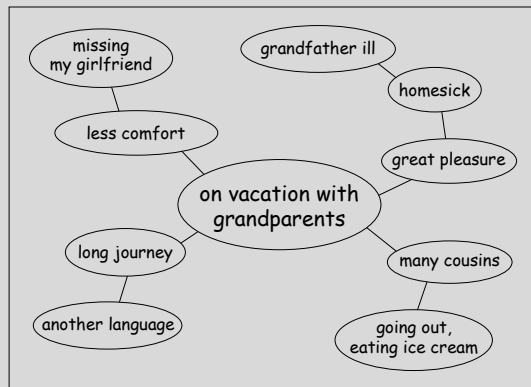 missing
my girlfriend
grandfather ill
homesick
less comfort
great pleasure
on vacation with
grandparents
long journey
many cousins
another language
going out,
eating ice cream